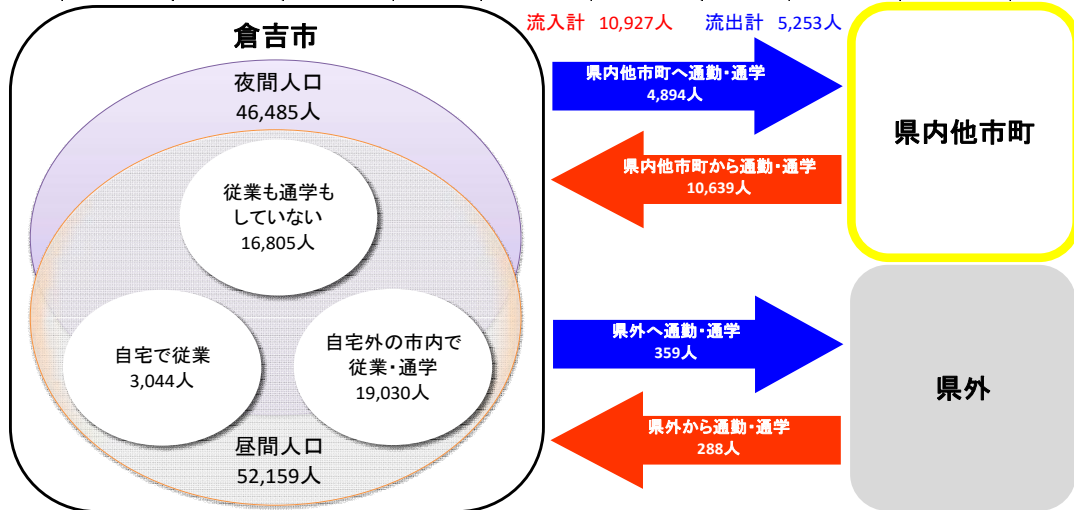 流入計 10,927人 流出計 5,253人
倉吉市
夜間人口
46,485人
従業も通学も
していない
16,805人
自宅で従業
3,044人
自宅外の市内で
従業・通学
19,030人
昼間人口
52,159人
県内他市町へ通勤・通学
4,894人
県内他市町から通勤・通学
10,639人
県内他市町
県外へ通勤・通学
359人
県外から通勤・通学
288人
県外